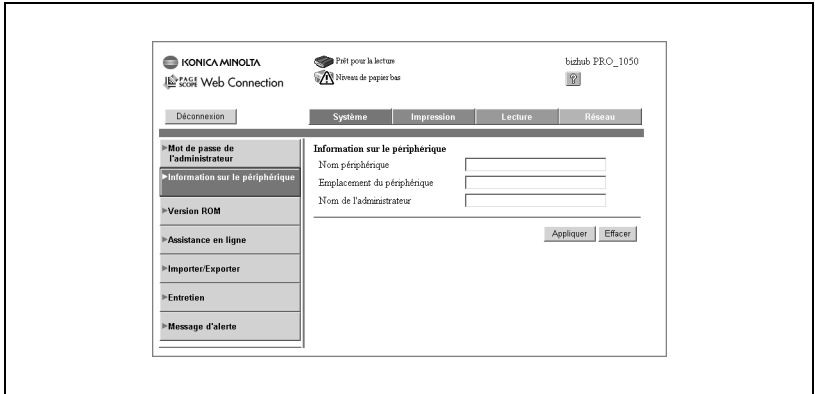 KONICA MINOLTA
PAGE SCOPE Web Connection
Prêt pour la lecture
Niveau de papier bas
bizhub PRO_1050
?
Déconnexion
Système Impression Lecture Réseau
Mot de passe de l'administrateur
Information sur le périphérique
Version ROM
Assistance en ligne
Importer/Exporter
Entretien
Message d'alerte
Information sur le périphérique
Nom périphérique
Emplacement du périphérique
Nom de l'administrateur
Appliquer Effacer